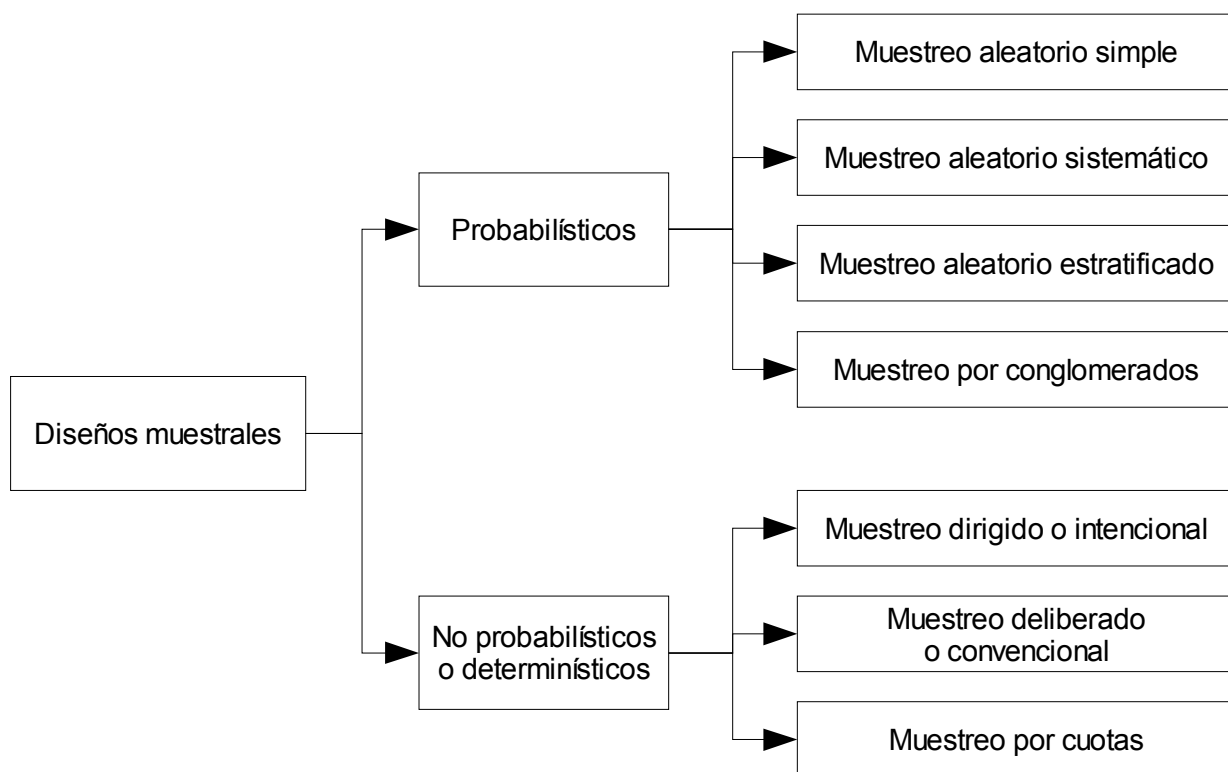 Diseños muestrales
Probabilísticos
Muestreo aleatorio simple
Muestreo aleatorio sistemático
Muestreo aleatorio estratificado
Muestreo por conglomerados
No probabilísticos
o determinísticos
Muestreo dirigido o intencional
Muestreo deliberado
o convencional
Muestreo por cuotas